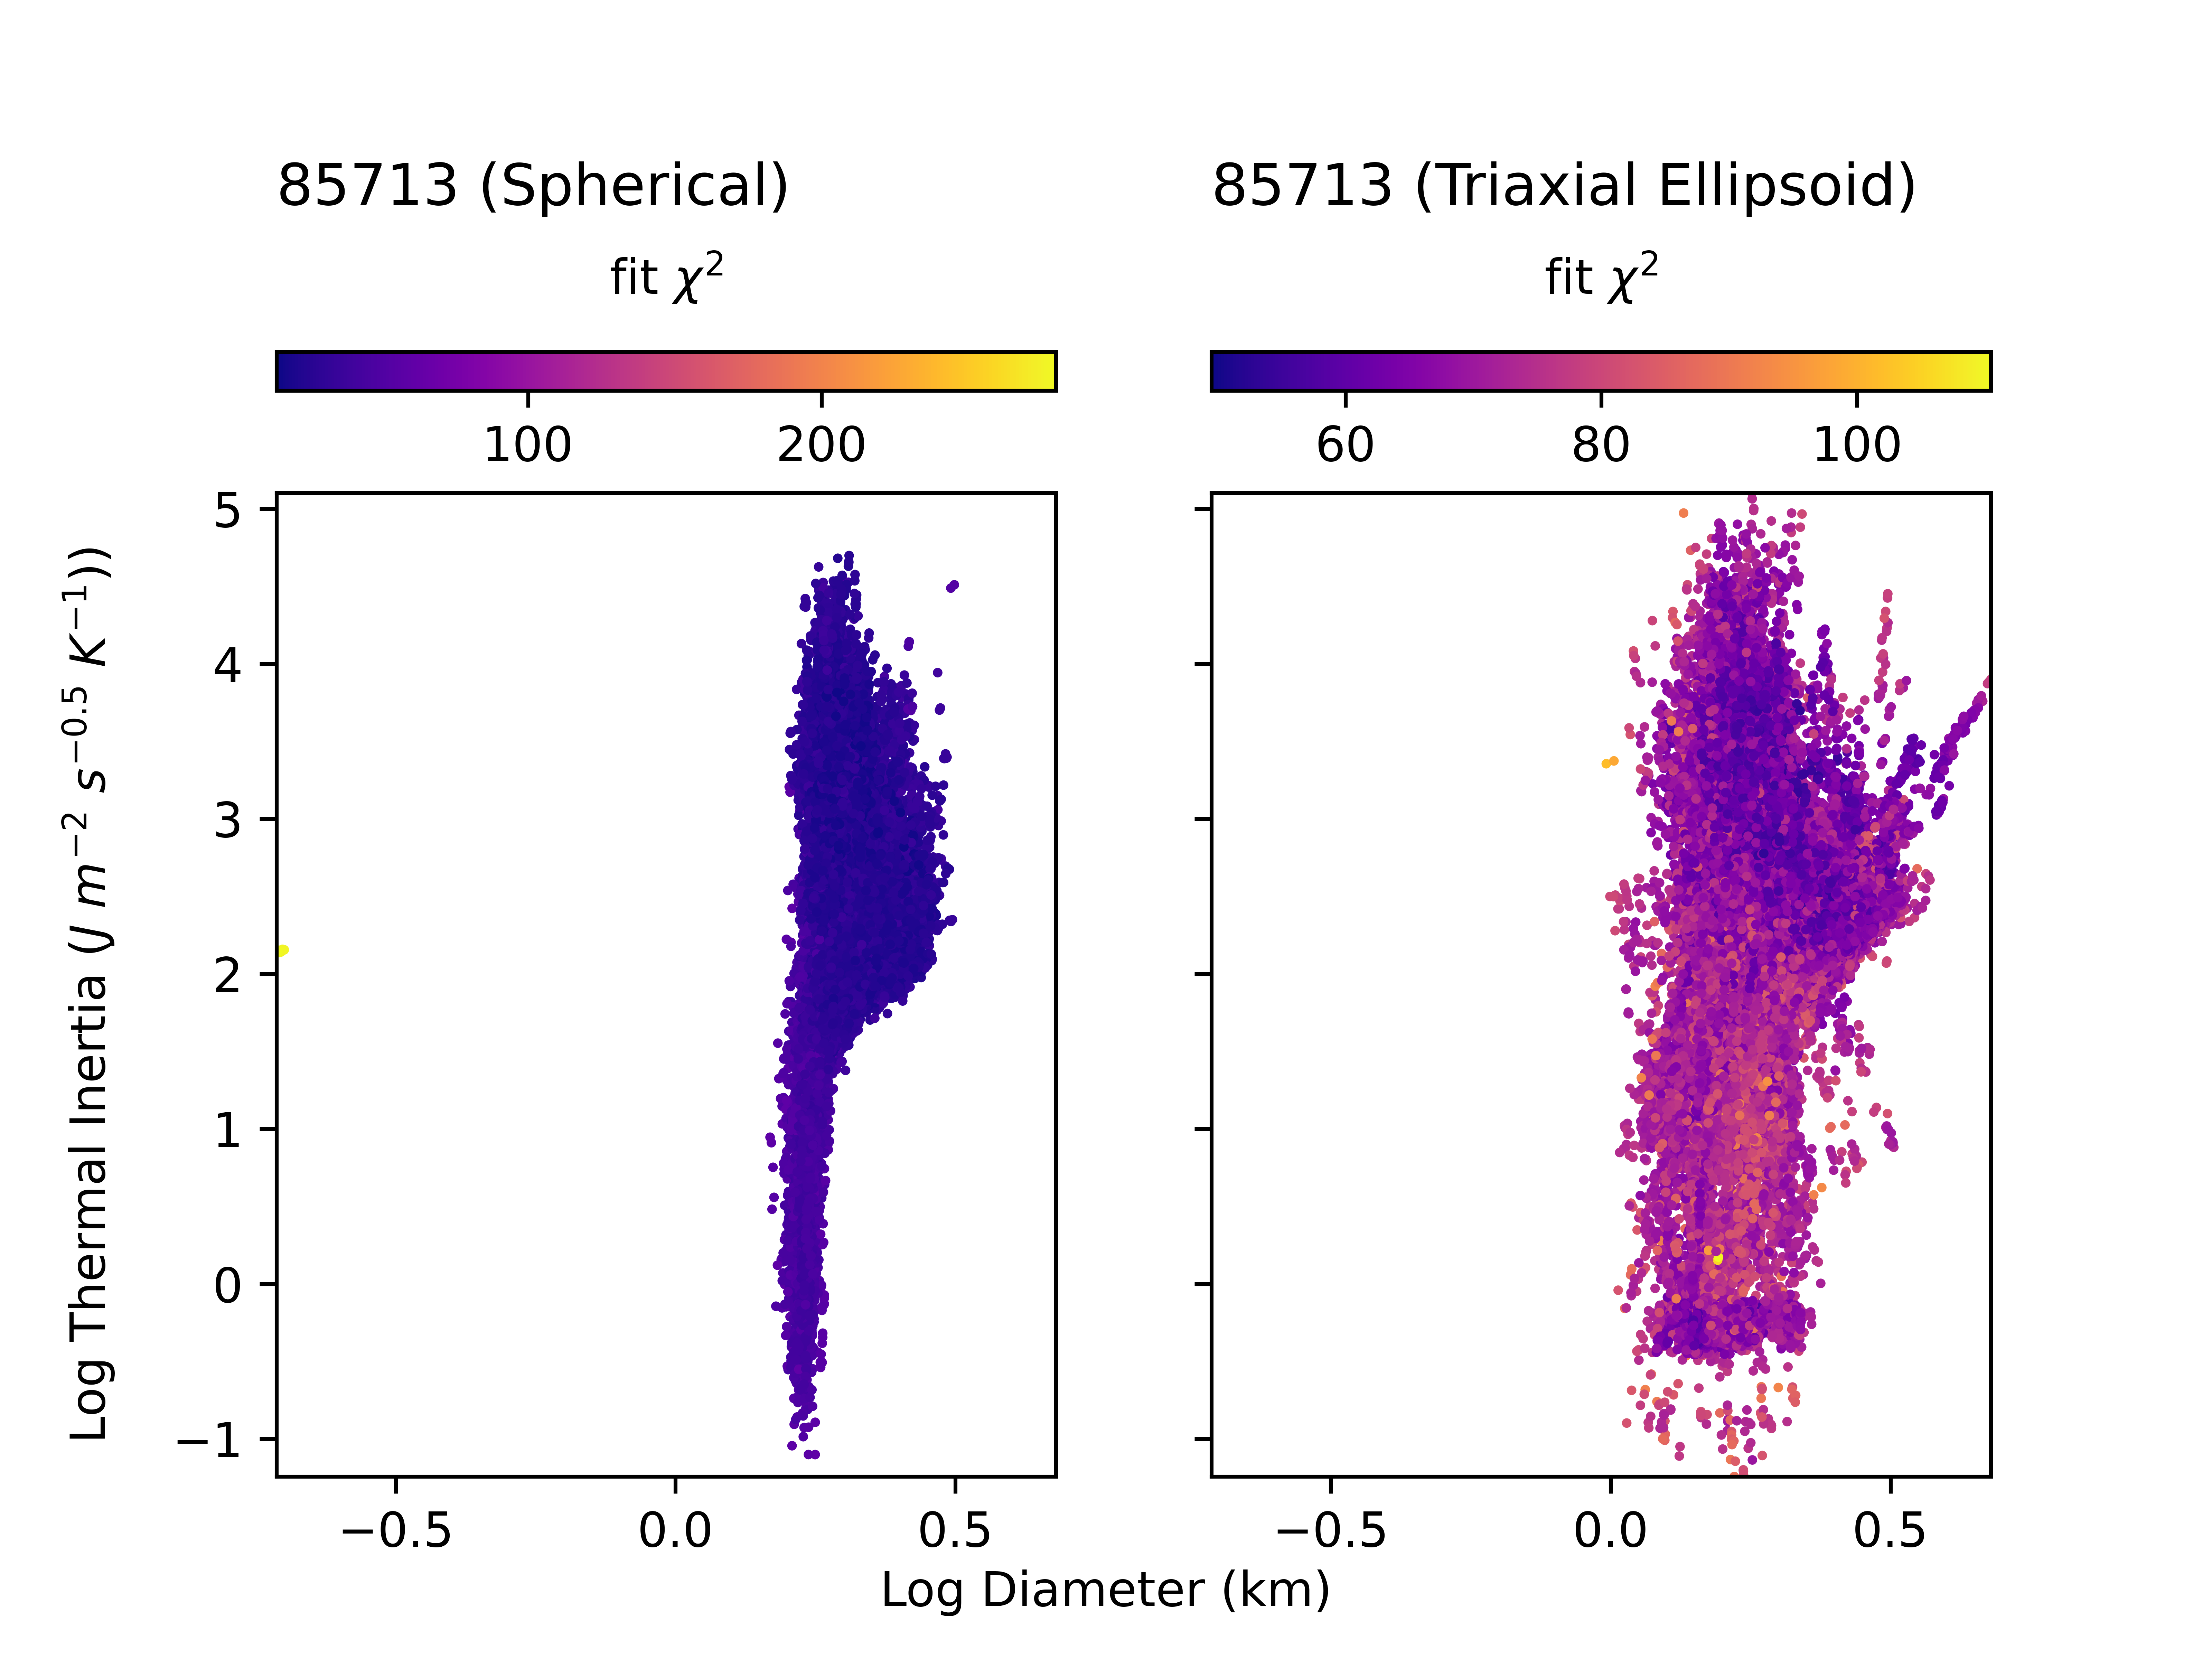 85713 (Spherical)
fit χ²
100 200
85713 (Triaxial Ellipsoid)
fit χ²
60 80 100
Log Thermal Inertia (J m⁻² s⁻⁰·⁵ K⁻¹))
5
4
3
2
1
0
−1
−0.5 0.0 0.5
−0.5 0.0 0.5
Log Diameter (km)